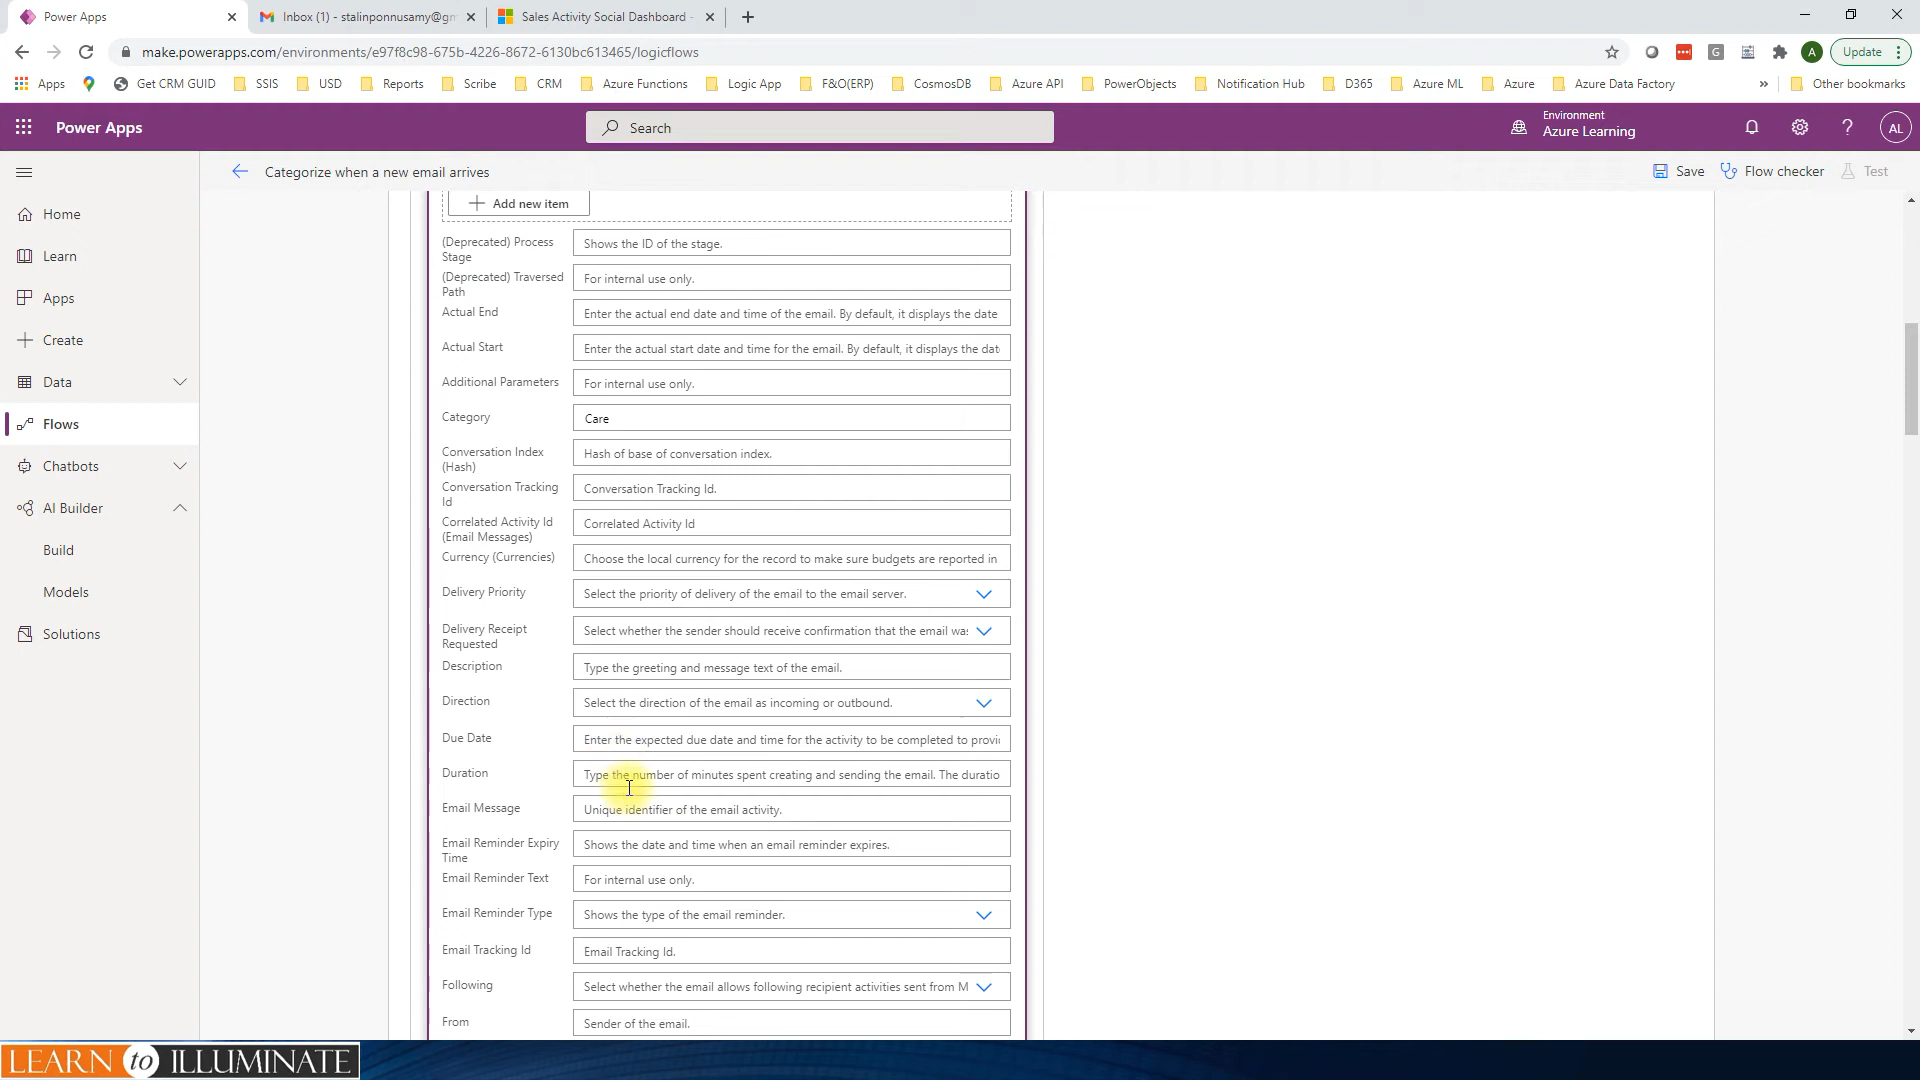 Power Apps
Inbox (1) - stalinponnusamy@gm
Sales Activity Social Dashboard -
make.powerapps.com/environments/e97f8c98-675b-4226-8672-6130bc613465/logicflows
A
Update
Apps
Get CRM GUID
SSIS
USD
Reports
Scribe
CRM
Azure Functions
Logic App
F&O(ERP)
CosmosDB
Azure API
PowerObjects
Notification Hub
D365
Azure ML
Azure
Azure Data Factory
»
Other bookmarks
Power Apps
Search
Environment
Azure Learning
AL
Categorize when a new email arrives
Save
Flow checker
Test
Home
Learn
Apps
Create
Data
Flows
Chatbots
AI Builder
Build
Models
Solutions
Add new item
(Deprecated) Process
Stage
Shows the ID of the stage.
(Deprecated) Traversed
Path
For internal use only.
Actual End
Enter the actual end date and time of the email. By default, it displays the date
Actual Start
Enter the actual start date and time for the email. By default, it displays the dat
Additional Parameters
For internal use only.
Category
Care
Conversation Index
(Hash)
Hash of base of conversation index.
Conversation Tracking
Id
Conversation Tracking Id.
Correlated Activity Id
(Email Messages)
Correlated Activity Id
Currency (Currencies)
Choose the local currency for the record to make sure budgets are reported in
Delivery Priority
Select the priority of delivery of the email to the email server.
Delivery Receipt
Requested
Select whether the sender should receive confirmation that the email was
Description
Type the greeting and message text of the email.
Direction
Select the direction of the email as incoming or outbound.
Due Date
Enter the expected due date and time for the activity to be completed to provi
Duration
Type the number of minutes spent creating and sending the email. The duratio
Email Message
Unique identifier of the email activity.
Email Reminder Expiry
Time
Shows the date and time when an email reminder expires.
Email Reminder Text
For internal use only.
Email Reminder Type
Shows the type of the email reminder.
Email Tracking Id
Email Tracking Id.
Following
Select whether the email allows following recipient activities sent from M
From
Sender of the email.
LEARN to ILLUMINATE